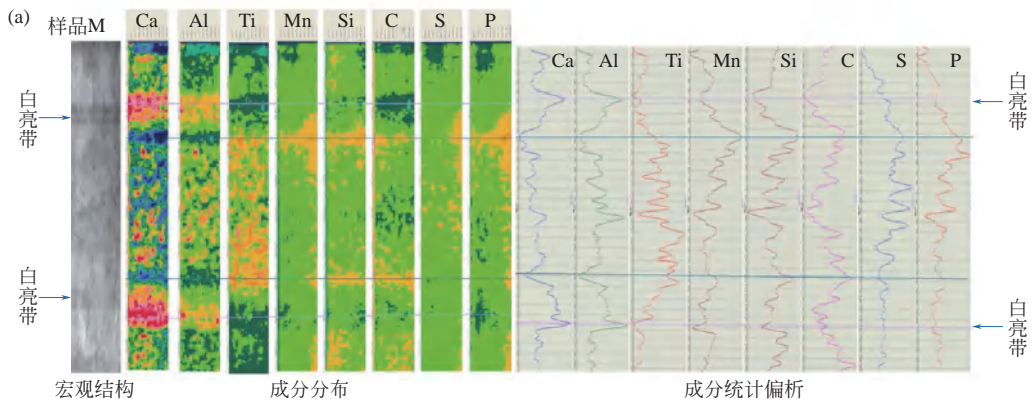 (a)
样品M
Ca Al Ti Mn Si C S P
Ca Al Ti Mn Si C S P
白亮带
白亮带
白亮带
白亮带
宏观结构
成分分布
成分统计偏析